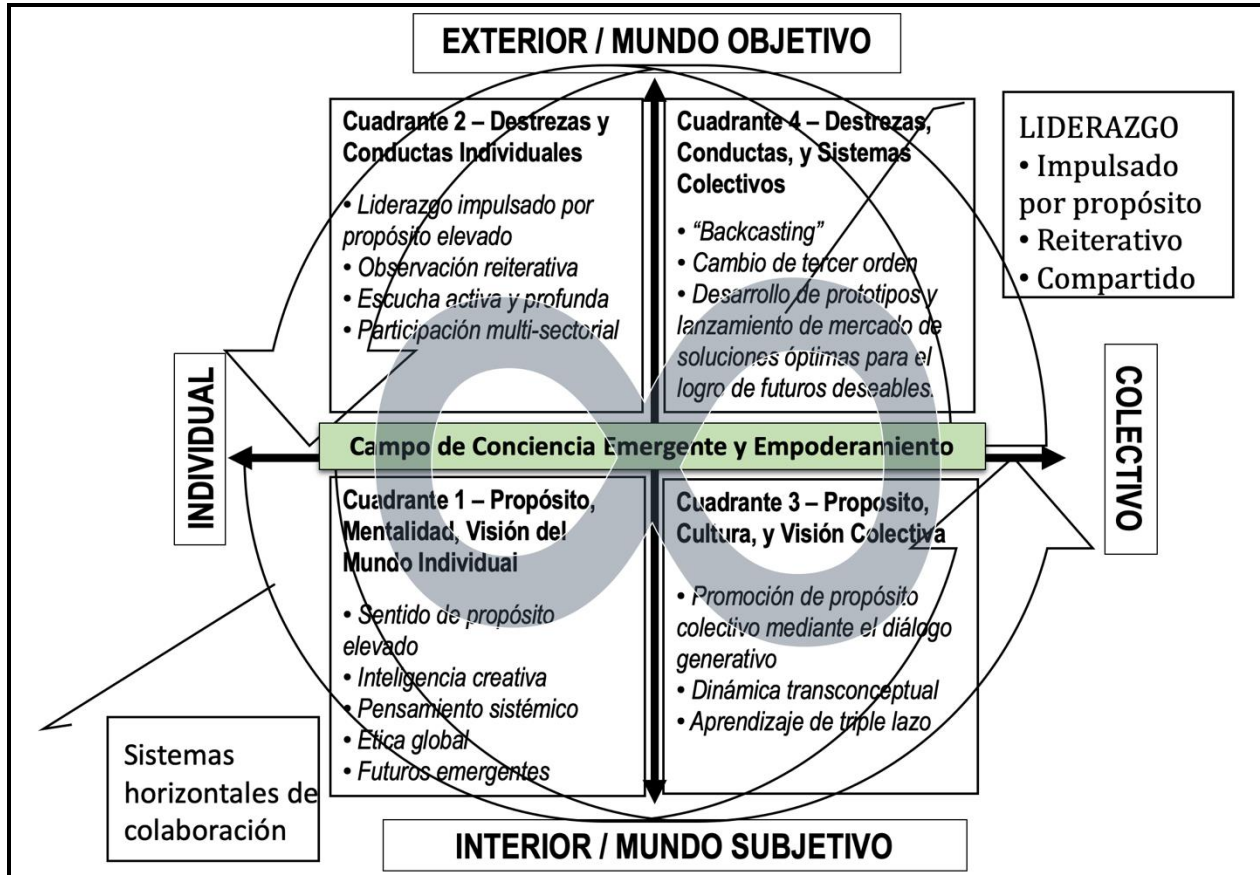 EXTERIOR / MUNDO OBJETIVO
Cuadrante 2 – Destrezas y
Conductas Individuales
• Liderazgo impulsado por
propósito elevado
• Observación reiterativa
• Escucha activa y profunda
• Participación multi-sectorial
Cuadrante 4 – Destrezas,
Conductas, y Sistemas
Colectivos
• “Backcasting”
• Cambio de tercer orden
• Desarrollo de prototipos y
lanzamiento de mercado de
soluciones óptimas para el
logro de futuros deseables.
LIDERAZGO
• Impulsado
por propósito
• Reiterativo
• Compartido
INDIVIDUAL
Campo de Conciencia Emergente y Empoderamiento
COLECTIVO
Cuadrante 1 – Propósito,
Mentalidad, Visión del
Mundo Individual
• Sentido de propósito
elevado
• Inteligencia creativa
• Pensamiento sistémico
• Etica global
• Futuros emergentes
Cuadrante 3 – Proposito,
Cultura, y Visión Colectiva
• Promoción de propósito
colectivo mediante el diálogo
generativo
• Dinámica transconceptual
• Aprendizaje de triple lazo
Sistemas
horizontales de
colaboración
INTERIOR / MUNDO SUBJETIVO